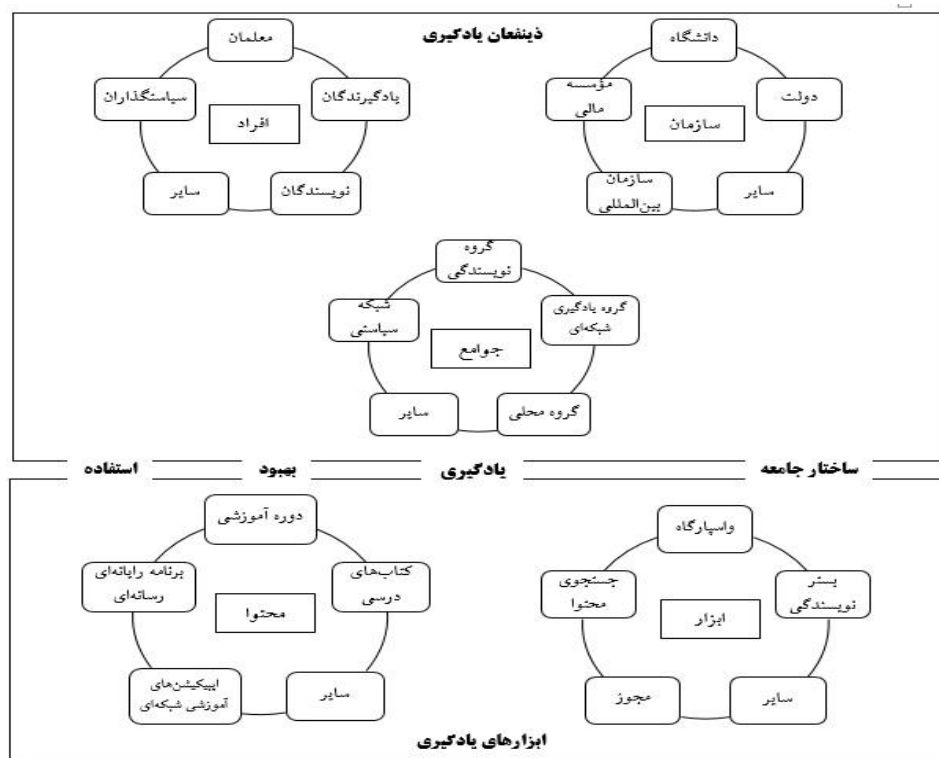 ذینفعان یادگیری
دانشگاه
دولت
مؤسسه
مالی
سازمان
سازمان
بین‌المللی
سایر
معلمان
یادگیرندگان
سیاستگذاران
افراد
نویسندگان
سایر
گروه
نویسندگی
گروه یادگیری
شبکه‌ای
شبکه
سیاستی
جوامع
گروه محلی
سایر
ساختار جامعه
یادگیری
بهبود
استفاده
واسپارگاه
بستر
نویسندگی
جستجوی
محتوا
ابزار
سایر
مجوز
دوره آموزشی
کتاب‌های
درسی
برنامه رایانه‌ای
رسانه‌ای
محتوا
سایر
اپیکیشن‌های
آموزشی شبکه‌ای
ابزارهای یادگیری